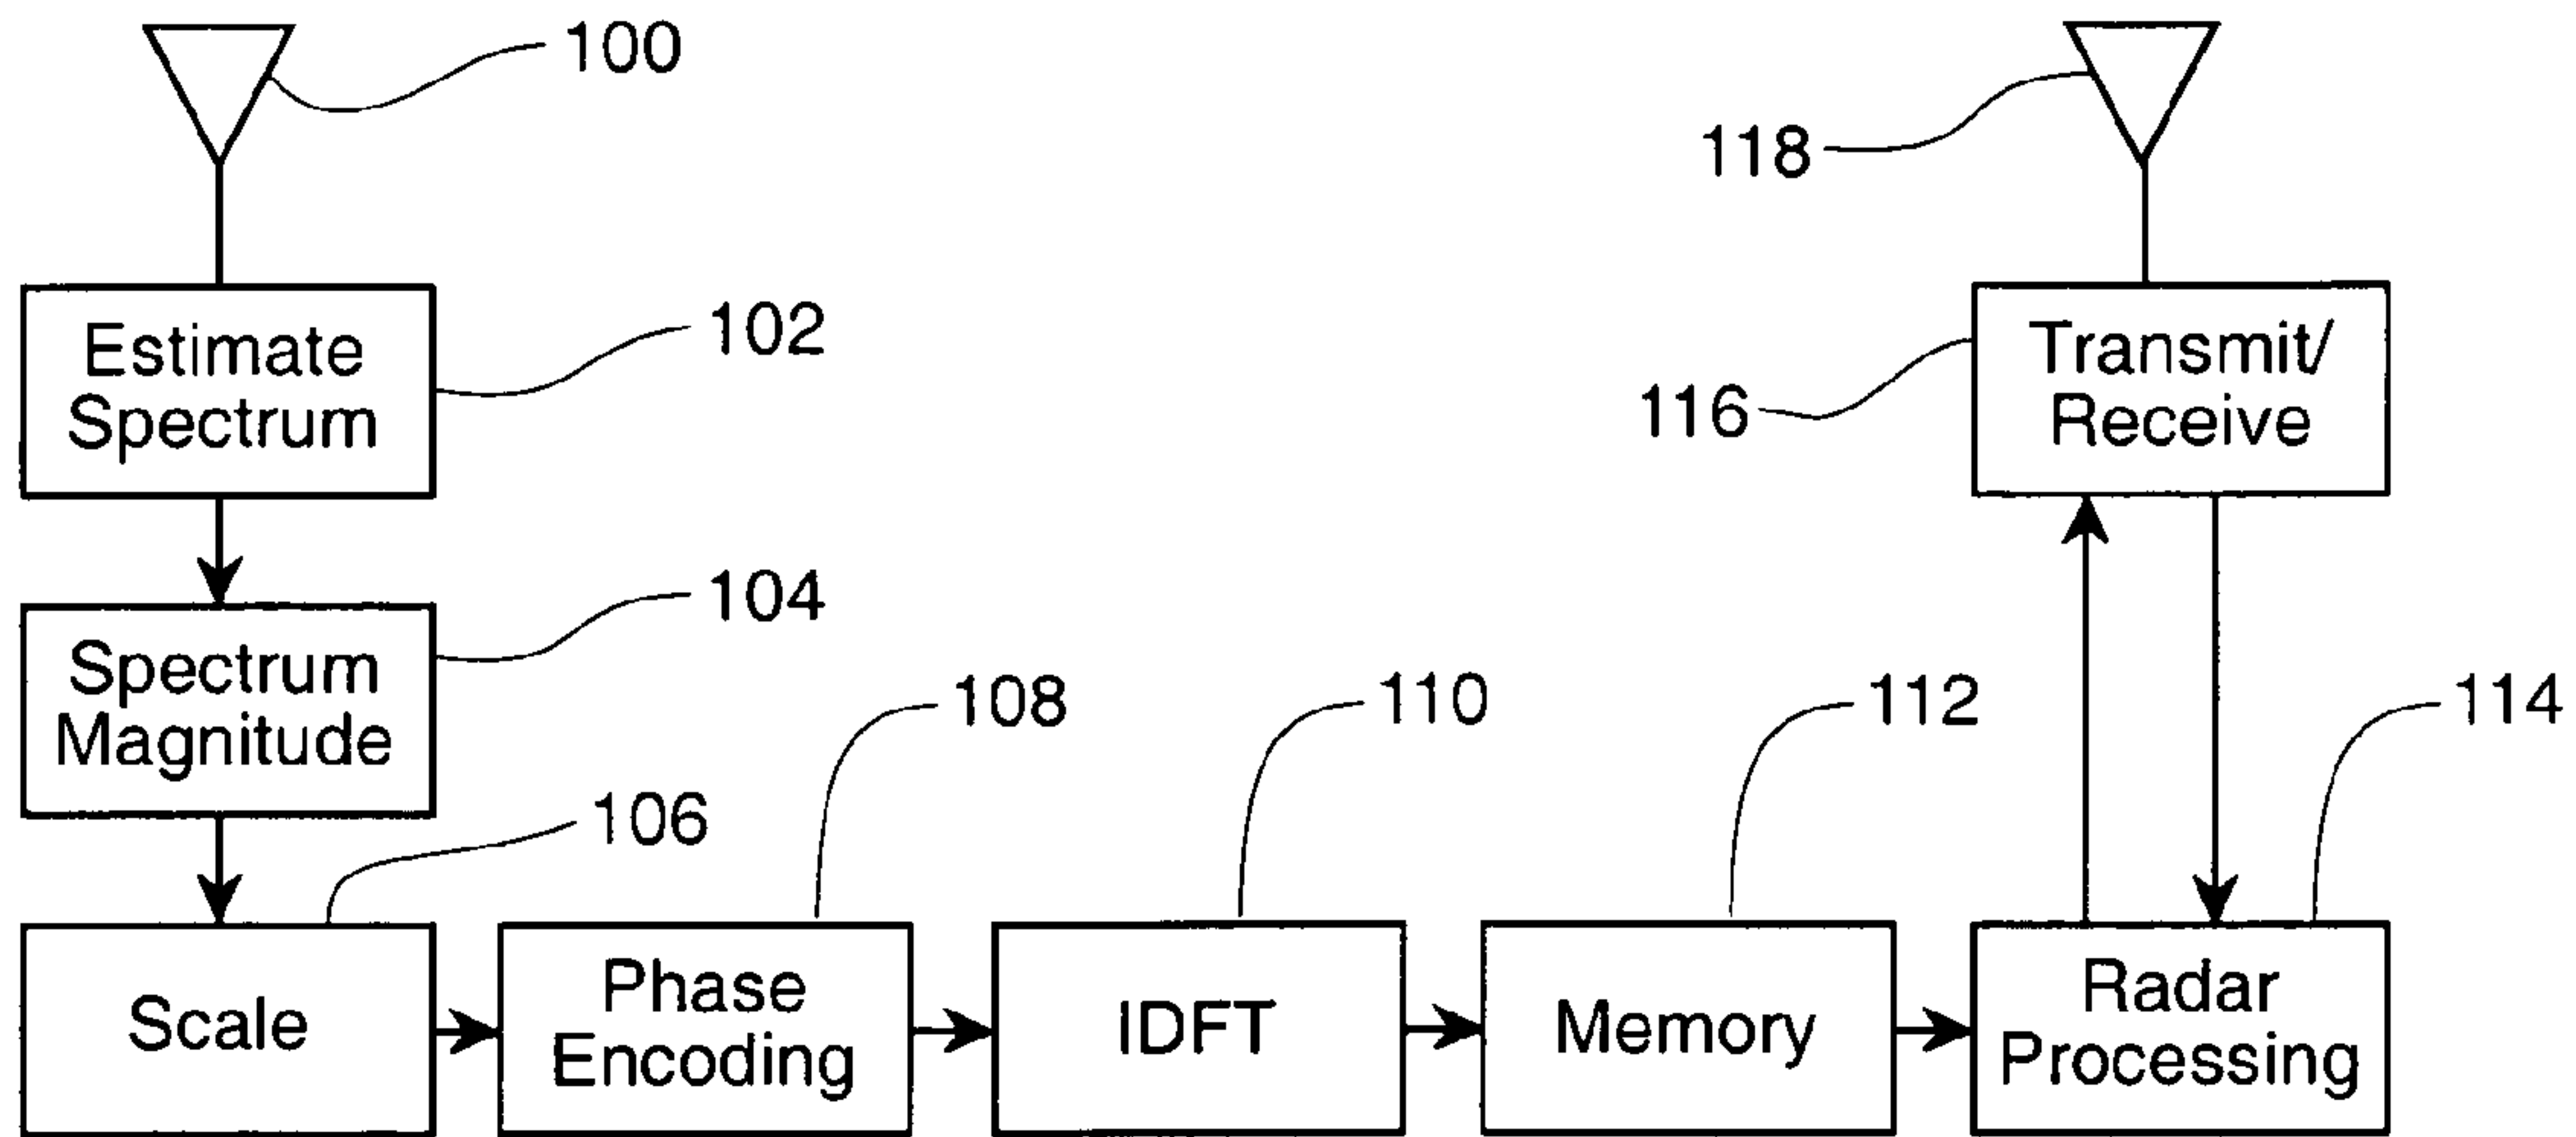 100
118
Estimate
Spectrum
102
Transmit/
Receive
116
Spectrum
Magnitude
104
106
108
110
112
114
Scale
Phase
Encoding
IDFT
Memory
Radar
Processing